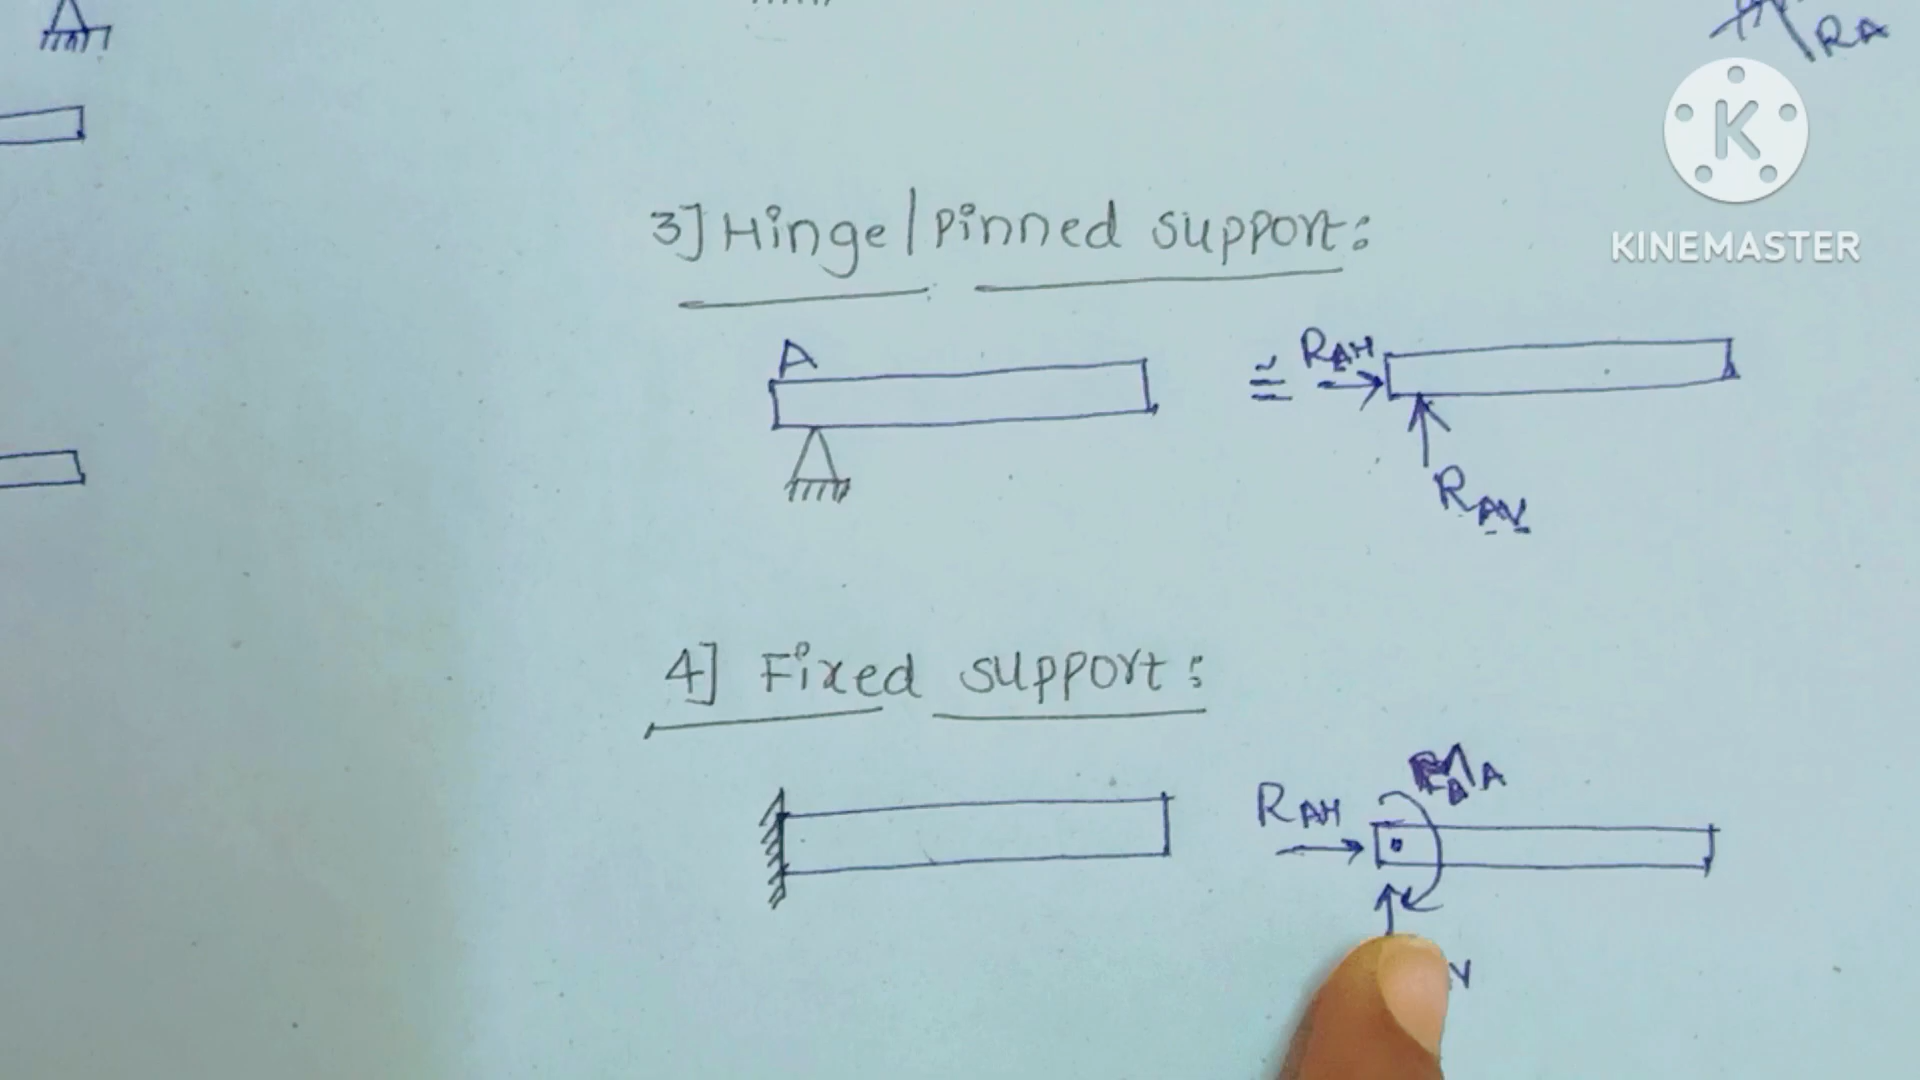 RA
K
KINEMASTER
3] Hinge/pinned support:
A
≅ RAH
RAV
4] Fixed support:
RAH
MA
V